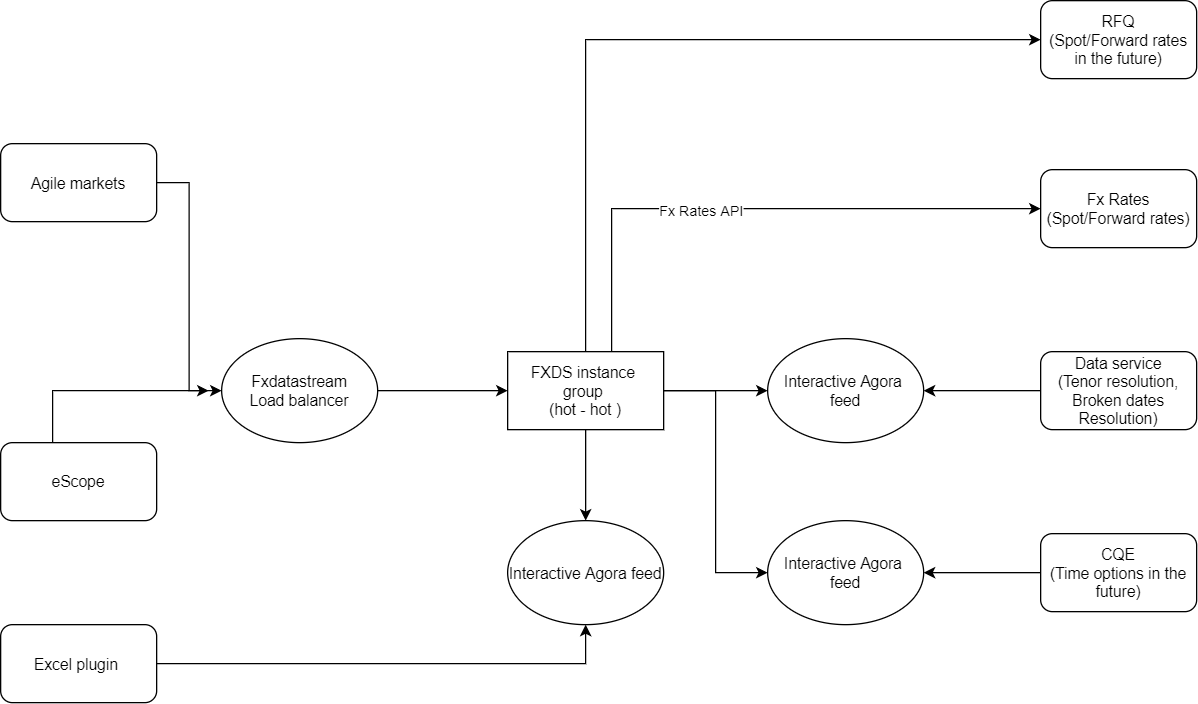 RFQ
(Spot/Forward rates
in the future)
Agile markets
Fx Rates
(Spot/Forward rates)
Fx Rates API
Fxdatastream
Load balancer
FXDS instance
group
(hot - hot )
Interactive Agora
feed
Data service
(Tenor resolution,
Broken dates
Resolution)
eScope
Interactive Agora feed
Interactive Agora
feed
CQE
(Time options in the
future)
Excel plugin